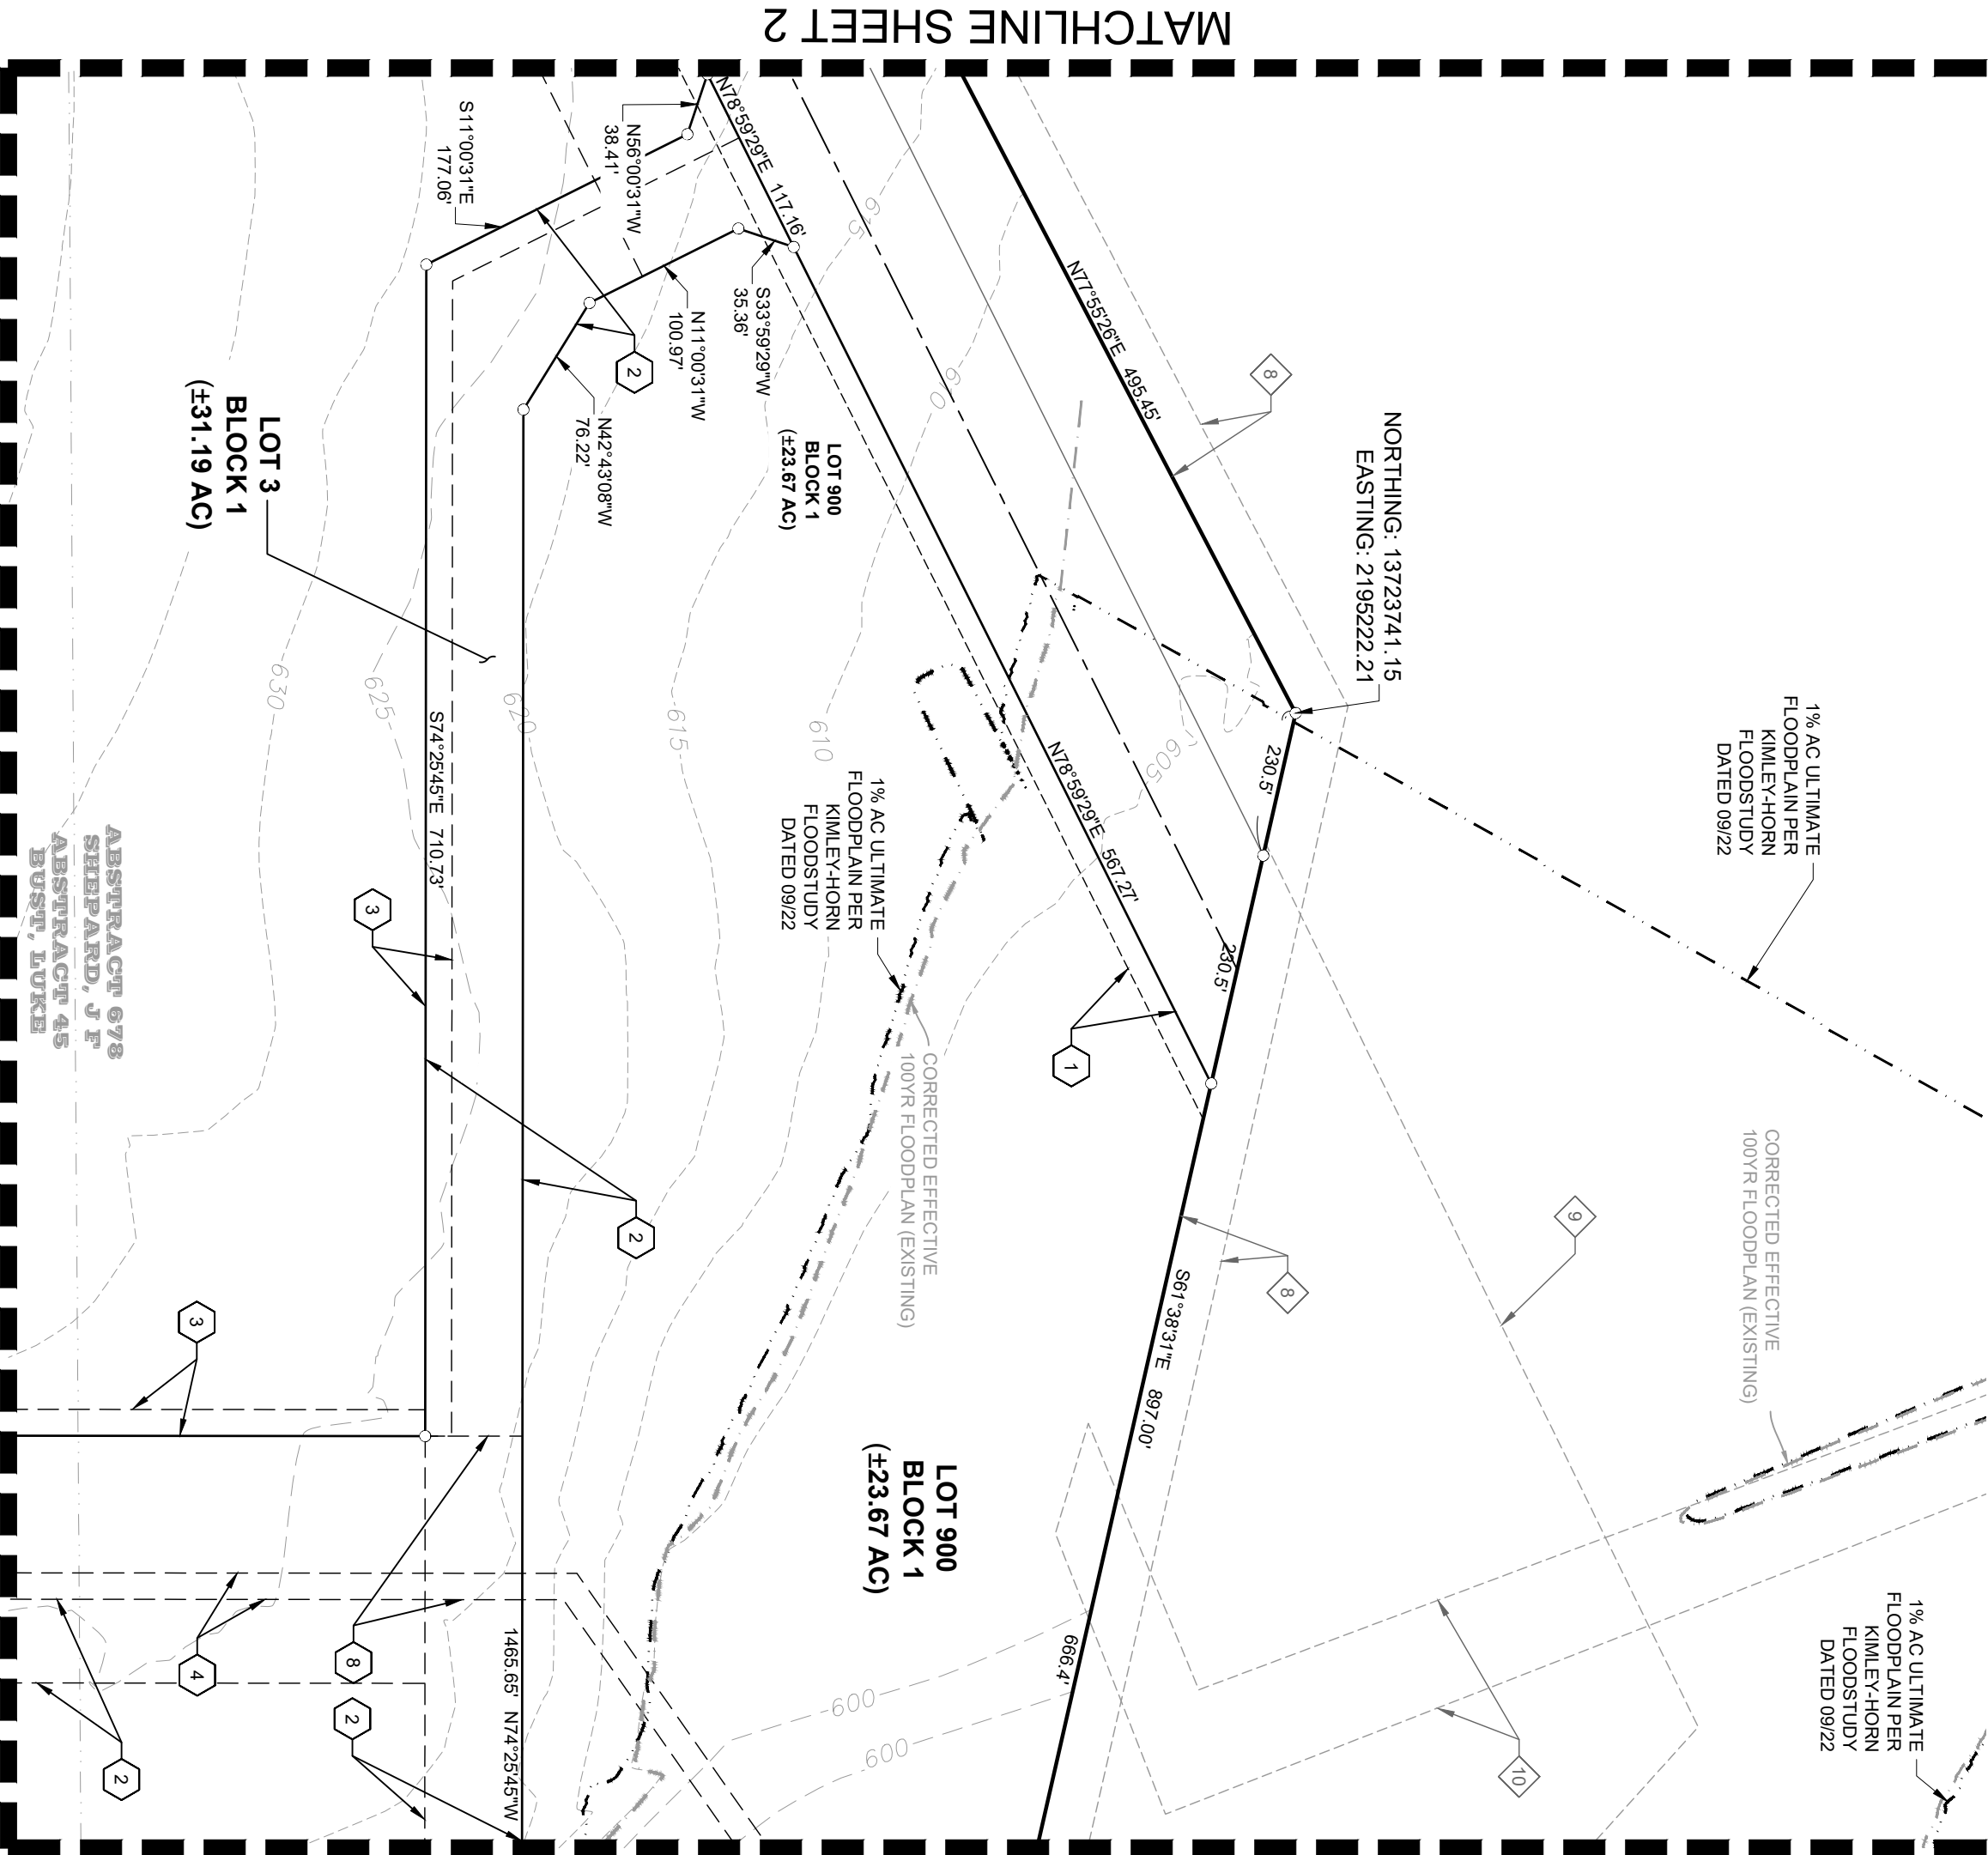 MATCHLINE SHEET 2
N78°59'29"E 117.16'
N56°00'31"W
38.41'
S11°00'31"E
177.06'
S33°59'29"W
35.36'
N11°00'31"W
100.97'
N42°43'08"W
76.22'
2
LOT 900
BLOCK 1
(±23.67 AC)
LOT 3
BLOCK 1
(±31.19 AC)
615
610
N77°55'26"E 495.45'
8
NORTHING: 13723741.15
EASTING: 2195222.21
1% AC ULTIMATE
FLOODPLAIN PER
KIMLEY-HORN
FLOODSTUDY
DATED 09/22
230.5'
230.5'
605
N78°59'29"E 567.27'
610
615
620
625
630
1% AC ULTIMATE
FLOODPLAIN PER
KIMLEY-HORN
FLOODSTUDY
DATED 09/22
S74°25'45"E 710.73'
3
ABSTRACT 678
SHEPARD, J F
ABSTRACT 45
BUST, LUKE
1
CORRECTED EFFECTIVE
100YR FLOODPLAN (EXISTING)
2
CORRECTED EFFECTIVE
100YR FLOODPLAN (EXISTING)
9
8
S61°38'31"E 897.00'
3
LOT 900
BLOCK 1
(±23.67 AC)
666.4'
600
600
10
1% AC ULTIMATE
FLOODPLAIN PER
KIMLEY-HORN
FLOODSTUDY
DATED 09/22
1465.65' N74°25'45"W
8
4
2
2